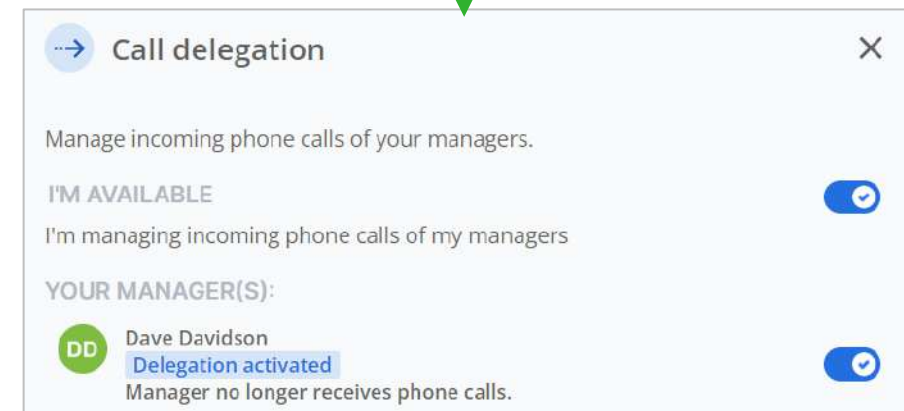 Call delegation
Manage incoming phone calls of your managers.
I'M AVAILABLE
I'm managing incoming phone calls of my managers
YOUR MANAGER(S):
DD
Dave Davidson
Delegation activated
Manager no longer receives phone calls.